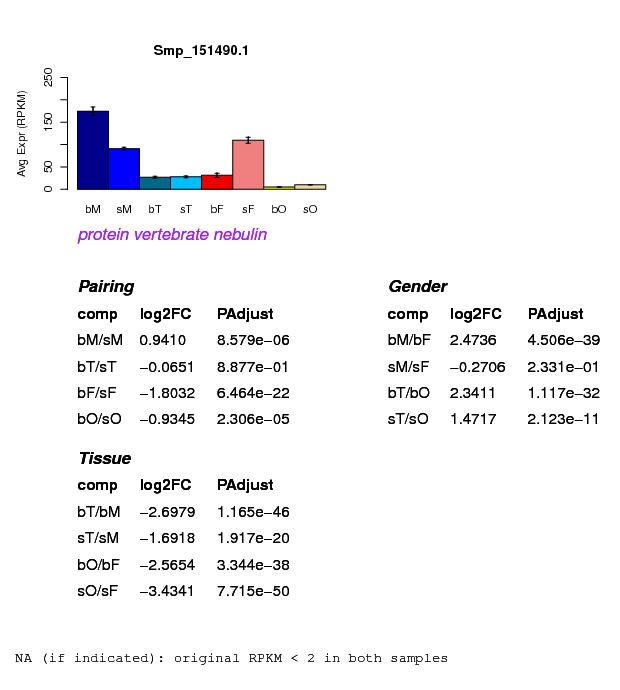 Smp_151490.1
Avg Expr (RPKM)
250
150
50
0
bM sM bT sT bF sF bO sO
protein vertebrate nebulin
Pairing
comp log2FC PAdjust
bM/sM 0.9410 8.579e−06
bT/sT −0.0651 8.877e−01
bF/sF −1.8032 6.464e−22
bO/sO −0.9345 2.306e−05
Gender
comp log2FC PAdjust
bM/bF 2.4736 4.506e−39
sM/sF −0.2706 2.331e−01
bT/bO 2.3411 1.117e−32
sT/sO 1.4717 2.123e−11
Tissue
comp log2FC PAdjust
bT/bM −2.6979 1.165e−46
sT/sM −1.6918 1.917e−20
bO/bF −2.5654 3.344e−38
sO/sF −3.4341 7.715e−50
NA (if indicated): original RPKM < 2 in both samples